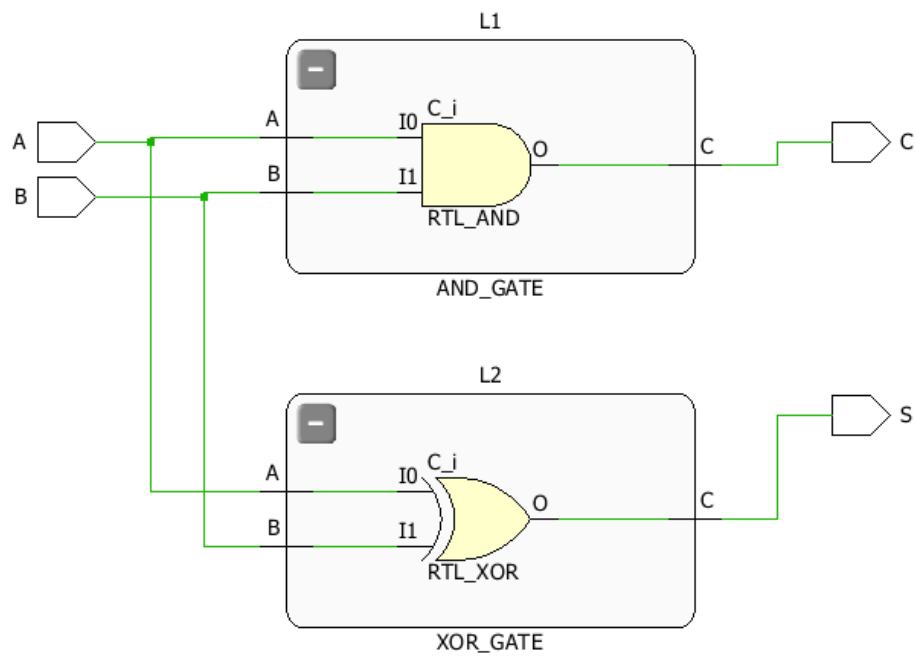 L1
A
B
A
B
I0
I1
C_i
O
RTL_AND
C
C
AND_GATE
L2
A
B
I0
I1
C_i
O
RTL_XOR
C
S
XOR_GATE